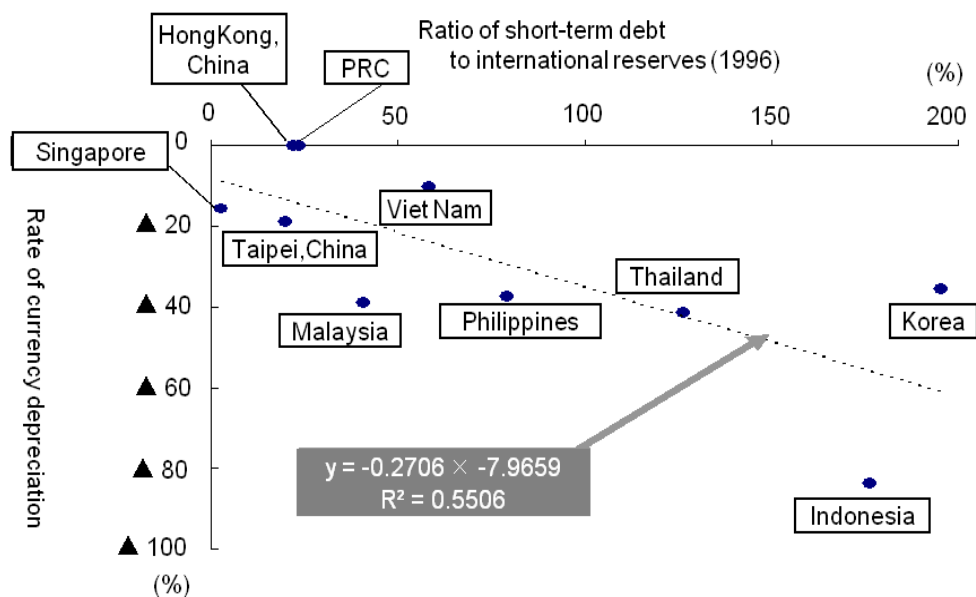 HongKong,
China
Ratio of short-term debt
to international reserves (1996)
PRC
(%)
0
50
100
150
200
0
Singapore
Viet Nam
▲ 20
Taipei,China
Thailand
▲ 40
Malaysia
Philippines
Korea
▲ 60
y = -0.2706 × -7.9659
R² = 0.5506
▲ 80
Indonesia
▲ 100
(%)
Rate of currency depreciation